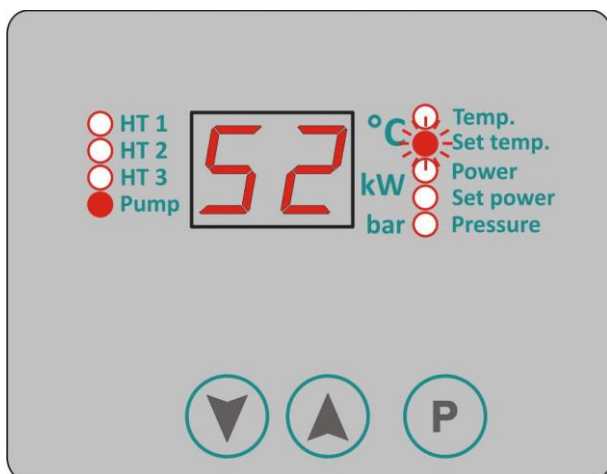 HT 1
HT 2
HT 3
Pump
52
°C
kW
bar
Temp.
Set temp.
Power
Set power
Pressure
P